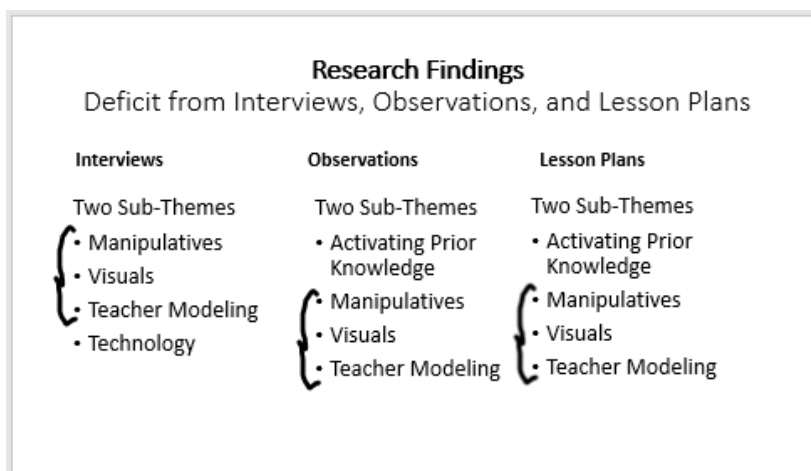 Research Findings
Deficit from Interviews, Observations, and Lesson Plans
Interviews
Two Sub-Themes
• Manipulatives
• Visuals
• Teacher Modeling
• Technology
Observations
Two Sub-Themes
• Activating Prior
Knowledge
• Manipulatives
• Visuals
• Teacher Modeling
Lesson Plans
Two Sub-Themes
• Activating Prior
Knowledge
• Manipulatives
• Visuals
• Teacher Modeling